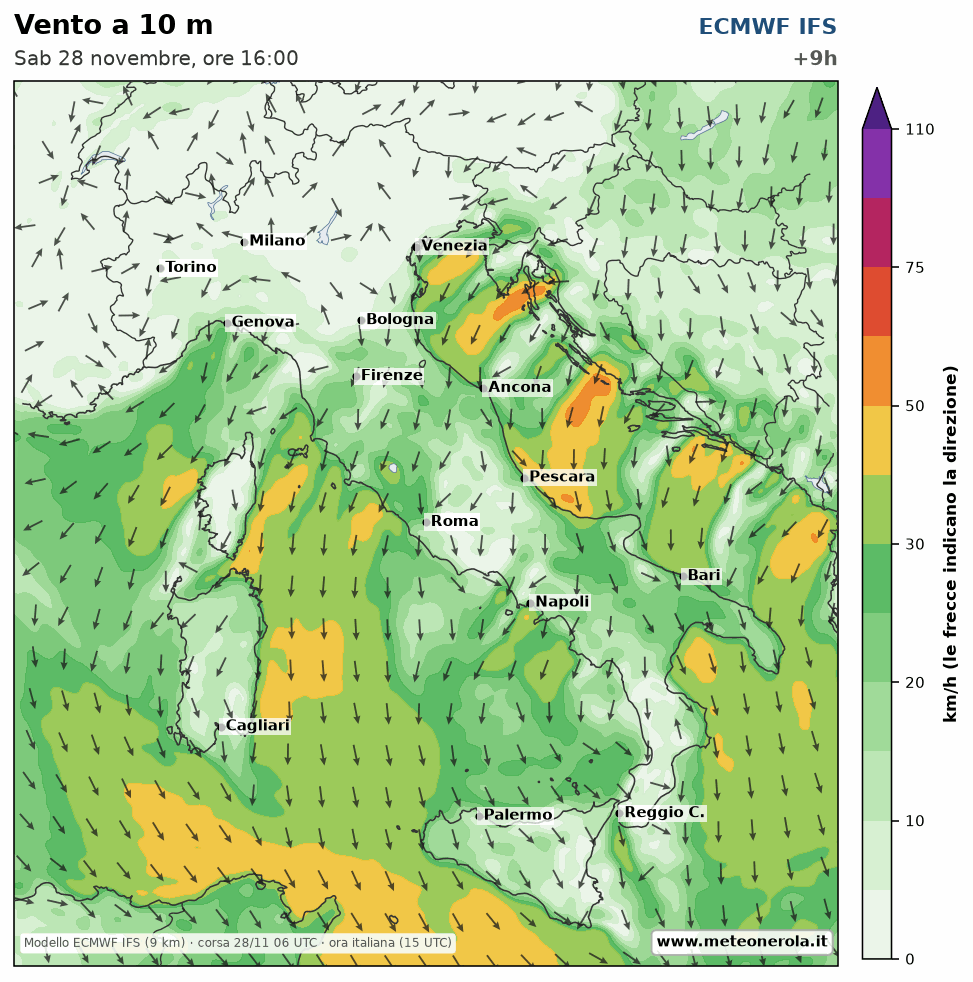 Vento a 10 m
ECMWF IFS
Sab 28 novembre, ore 16:00
+9h
Venezia
Milano
Torino
Genova
Bologna
Firenze
Ancona
Pescara
Roma
Bari
Napoli
Cagliari
Palermo
Reggio C.
Modello ECMWF IFS (9 km) · corsa 28/11 06 UTC · ora italiana (15 UTC)
www.meteonerola.it
110
75
50
30
20
10
0
km/h (le frecce indicano la direzione)